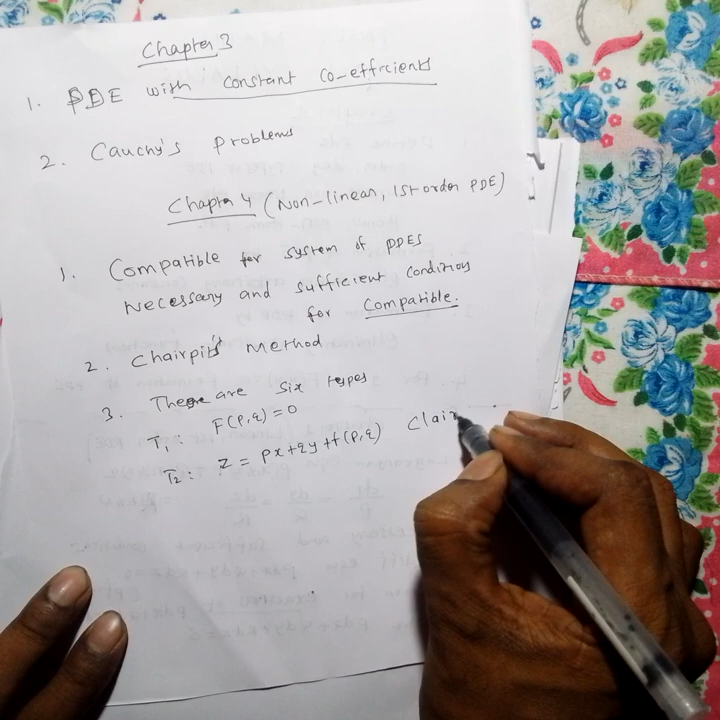 Chapter 3
1. PDE with constant co-efficients
2. Cauchy's Problems
Chapter 4 (Non-linear, 1st order PDE)
1. Compatible for system of PDES
Necessary and sufficient condition
for Compatible.
2. Chairpit's method
3. There are six types
T1: F(p,q)=0
T2: z = px+qy+f(p,q) Clair